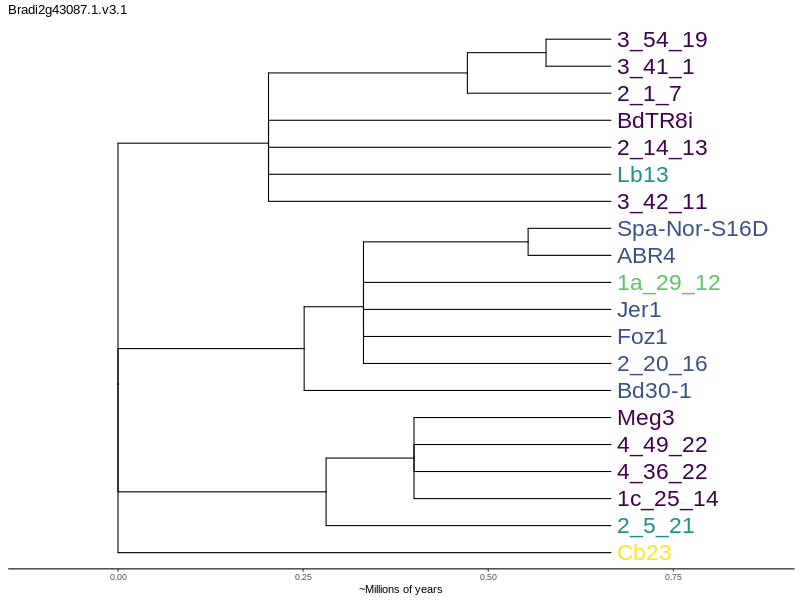 Bradi2g43087.1.v3.1
3_54_19
3_41_1
2_1_7
BdTR8i
2_14_13
Lb13
3_42_11
Spa-Nor-S16D
ABR4
1a_29_12
Jer1
Foz1
2_20_16
Bd30-1
Meg3
4_49_22
4_36_22
1c_25_14
2_5_21
Cb23
0.00 0.25 0.50 0.75
~Millions of years